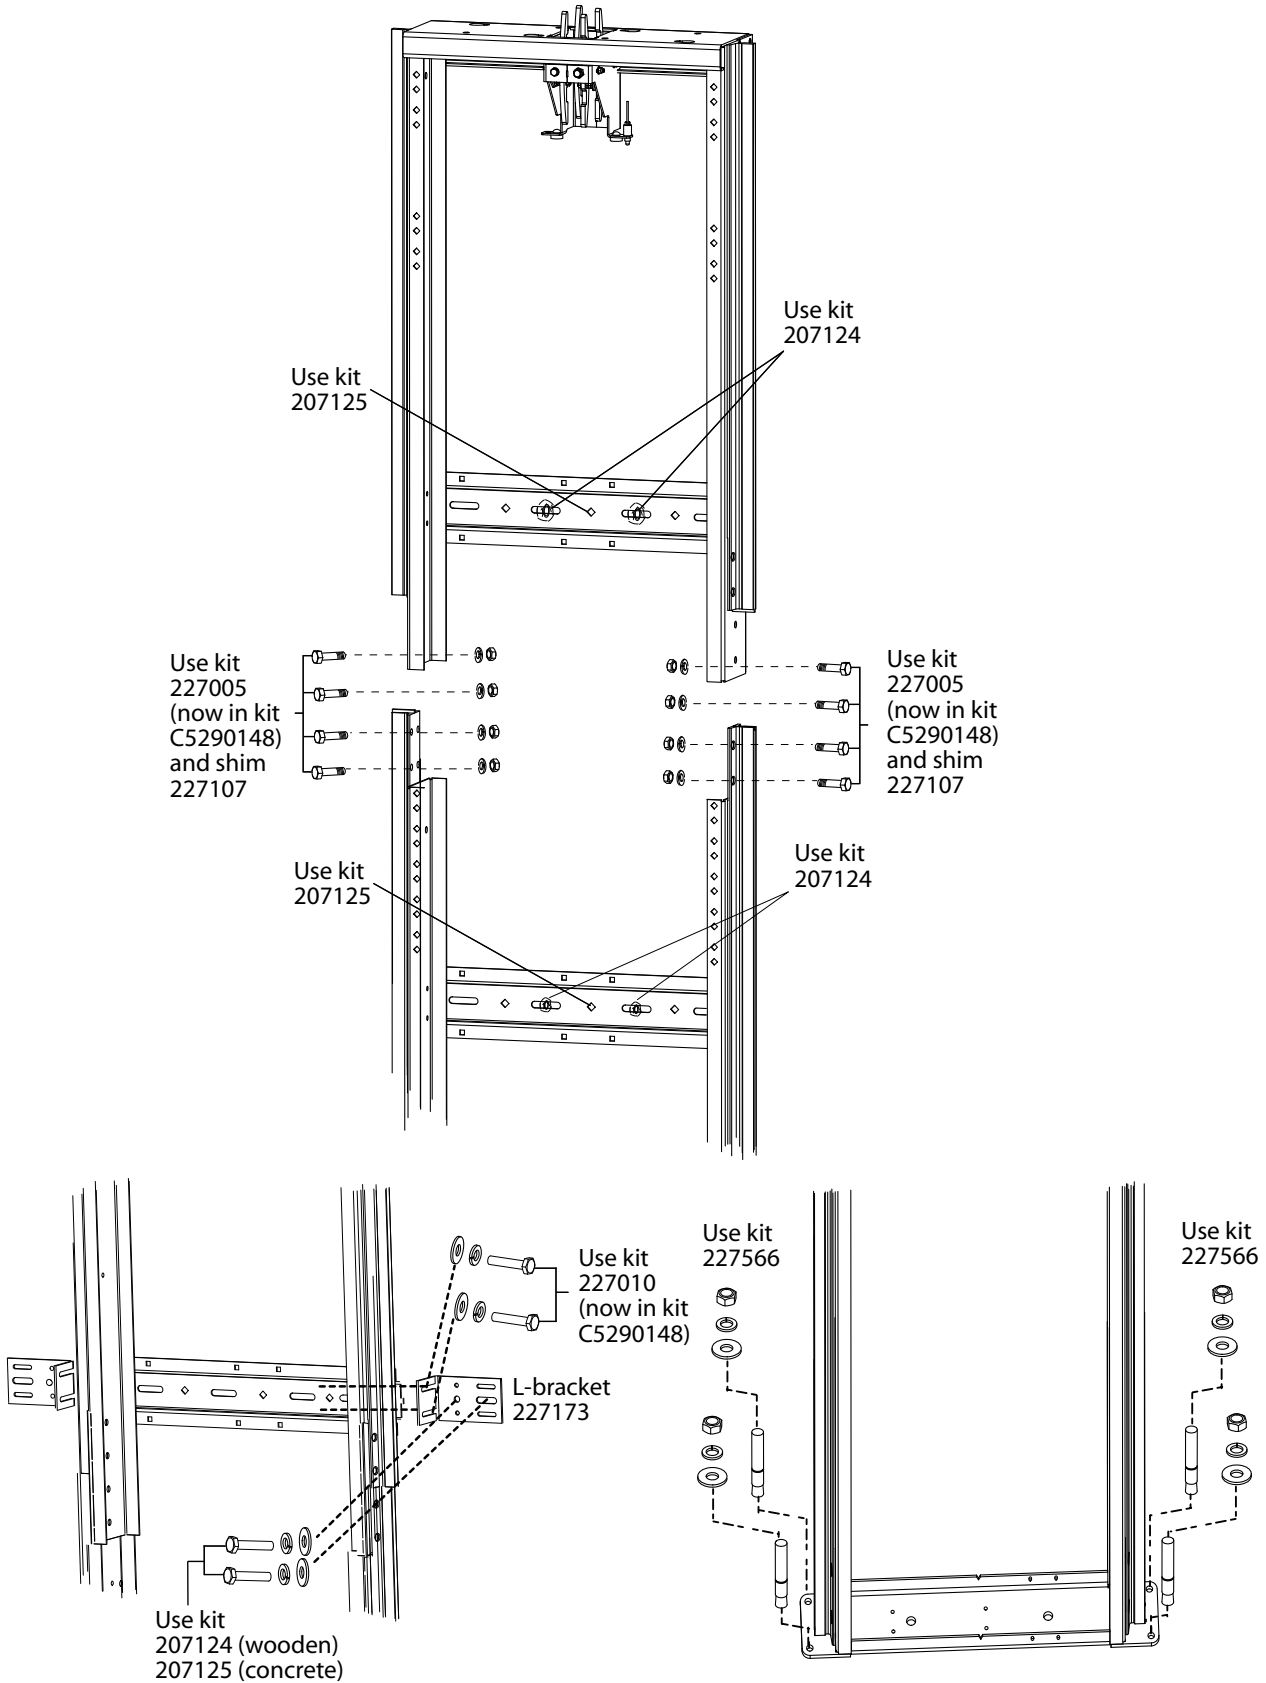 Use kit
207124
Use kit
207125
Use kit
227005
(now in kit
C5290148)
and shim
227107
Use kit
227005
(now in kit
C5290148)
and shim
227107
Use kit
207124
Use kit
207125
Use kit
227566
Use kit
227566
Use kit
227010
(now in kit
C5290148)
L-bracket
227173
Use kit
207124 (wooden)
207125 (concrete)